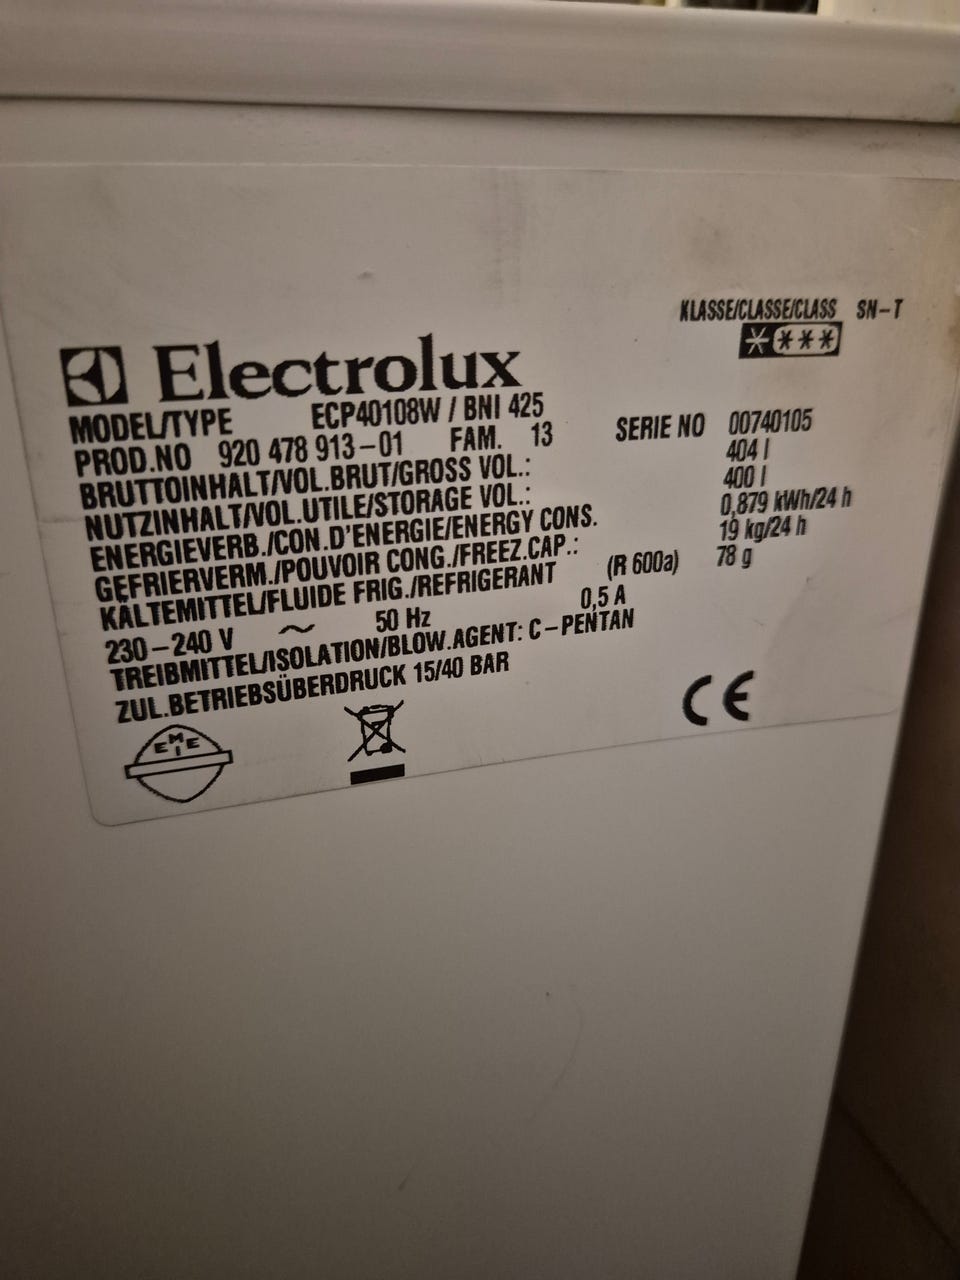 KLASSE/CLASSE/CLASS SN-T
Electrolux
MODEL/TYPE ECP40108W / BNI 425
PROD.NO 920 478 913-01 FAM. 13 SERIE NO 00740105
BRUTTOINHALT/VOL.BRUT/GROSS VOL.: 404 l
NUTZINHALT/VOL.UTILE/STORAGE VOL.: 400 l
ENERGIEVERB./CON.D'ENERGIE/ENERGY CONS. 0,879 kWh/24 h
GEFRIERVERM./POUVOIR CONG./FREEZ.CAP.: 19 kg/24 h
KÄLTEMITTEL/FLUIDE FRIG./REFRIGERANT (R 600a) 78 g
230-240 V ~ 50 Hz 0,5 A
TREIBMITTEL/ISOLATION/BLOW.AGENT: C-PENTAN
ZUL.BETRIEBSÜBERDRUCK 15/40 BAR
EMIE
CE